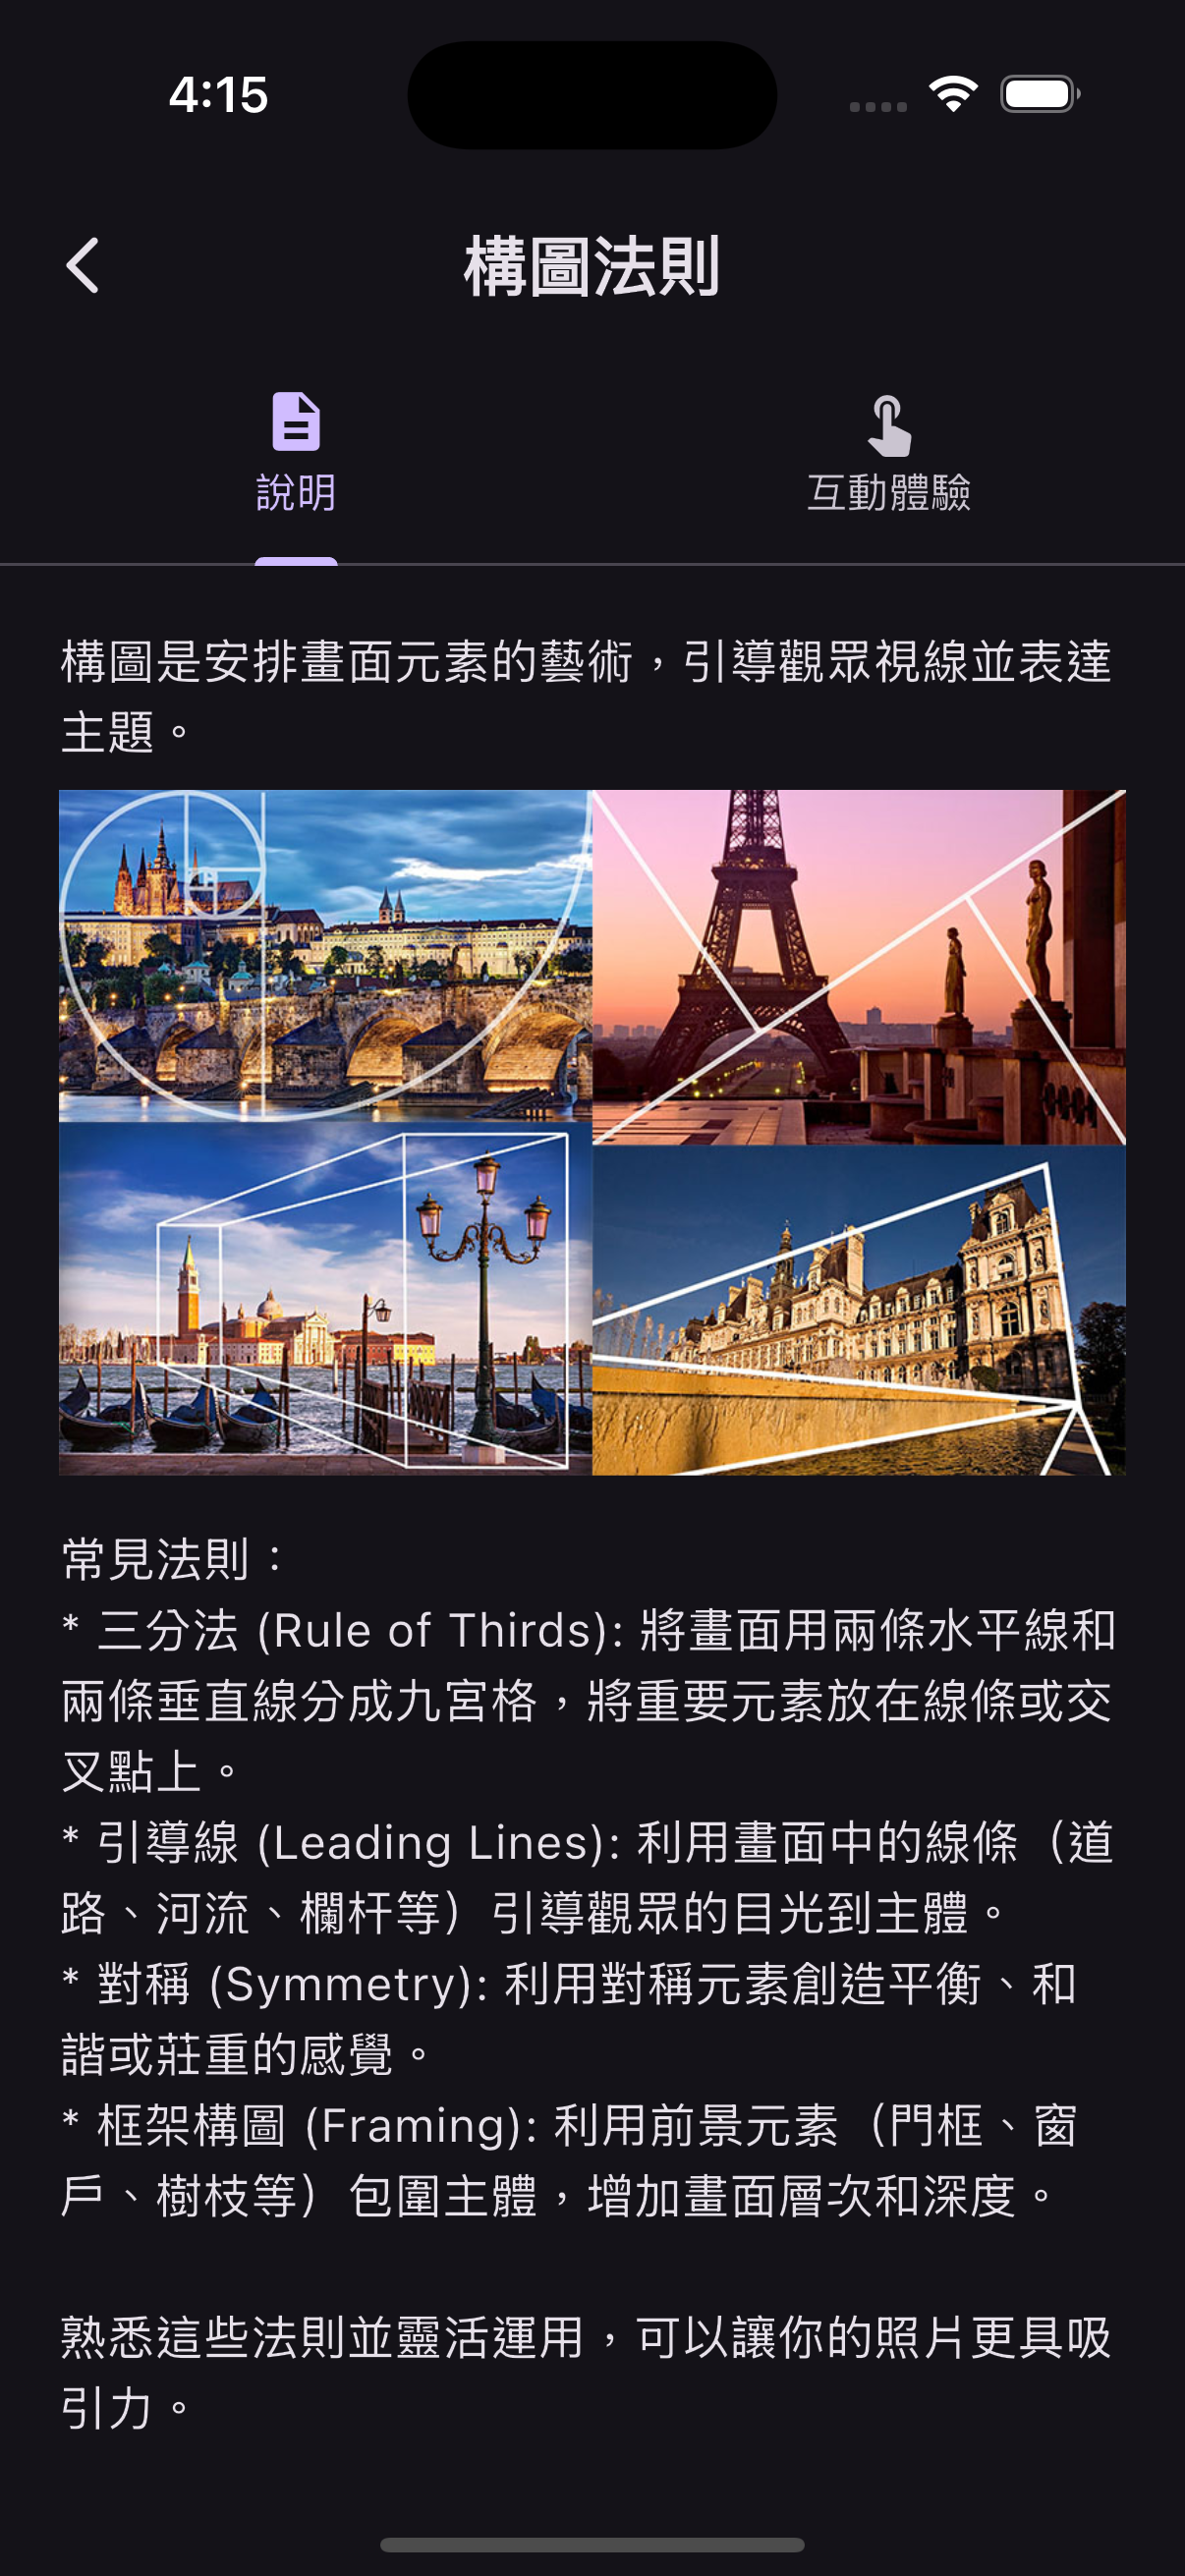 4:15
構圖法則
說明
互動體驗
構圖是安排畫面元素的藝術，引導觀眾視線並表達
主題。
常見法則：
* 三分法 (Rule of Thirds): 將畫面用兩條水平線和
兩條垂直線分成九宮格，將重要元素放在線條或交
叉點上。
* 引導線 (Leading Lines): 利用畫面中的線條（道
路、河流、欄杆等）引導觀眾的目光到主體。
* 對稱 (Symmetry): 利用對稱元素創造平衡、和
諧或莊重的感覺。
* 框架構圖 (Framing): 利用前景元素（門框、窗
戶、樹枝等）包圍主體，增加畫面層次和深度。
熟悉這些法則並靈活運用，可以讓你的照片更具吸
引力。